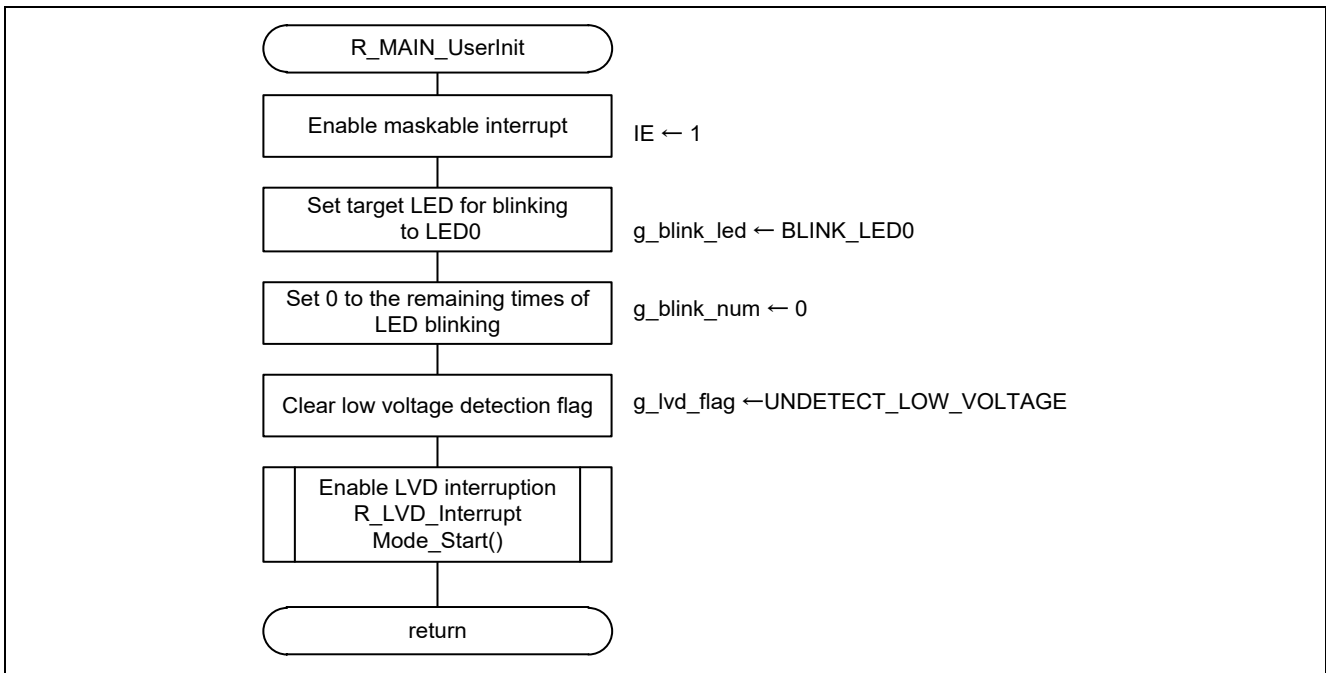 R_MAIN_UserInit
Enable maskable interrupt
IE ← 1
Set target LED for blinking
to LED0
g_blink_led ← BLINK_LED0
Set 0 to the remaining times of
LED blinking
g_blink_num ← 0
Clear low voltage detection flag
g_lvd_flag ←UNDETECT_LOW_VOLTAGE
Enable LVD interruption
R_LVD_Interrupt
Mode_Start()
return